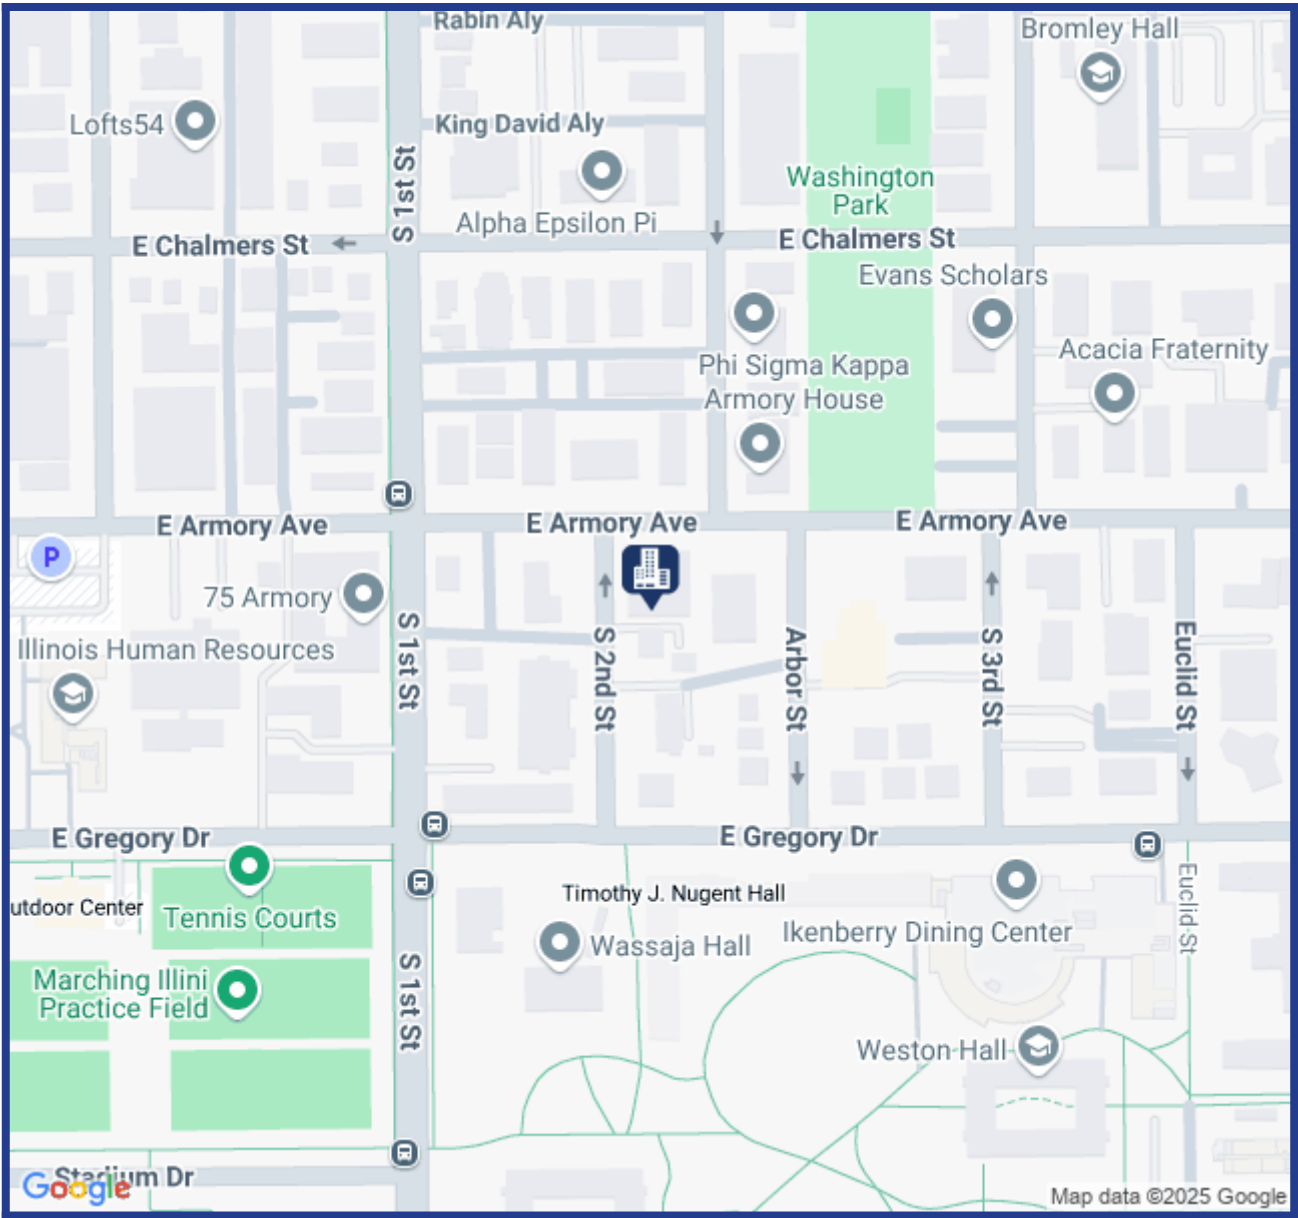 Rabin Aly
Bromley Hall
Lofts54
King David Aly
S 1st St
Washington
Park
Alpha Epsilon Pi
E Chalmers St
E Chalmers St
Evans Scholars
Acacia Fraternity
Phi Sigma Kappa
Armory House
E Armory Ave
E Armory Ave
E Armory Ave
P
75 Armory
S 1st St
S 2nd St
Arbor St
S 3rd St
Euclid St
Illinois Human Resources
E Gregory Dr
E Gregory Dr
utdoor Center
Tennis Courts
Timothy J. Nugent Hall
Wassaja Hall
Ikenberry Dining Center
Euclid St
Marching Illini
Practice Field
S 1st St
Weston Hall
Stadium Dr
Google
Map data ©2025 Google